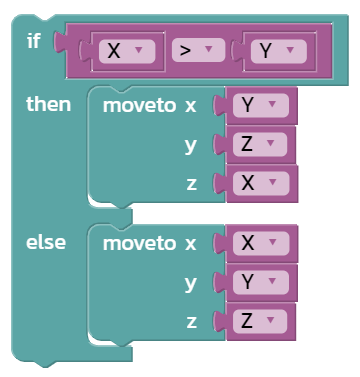 if X > Y
then moveto x Y
y Z
z X
else moveto x X
y Y
z Z